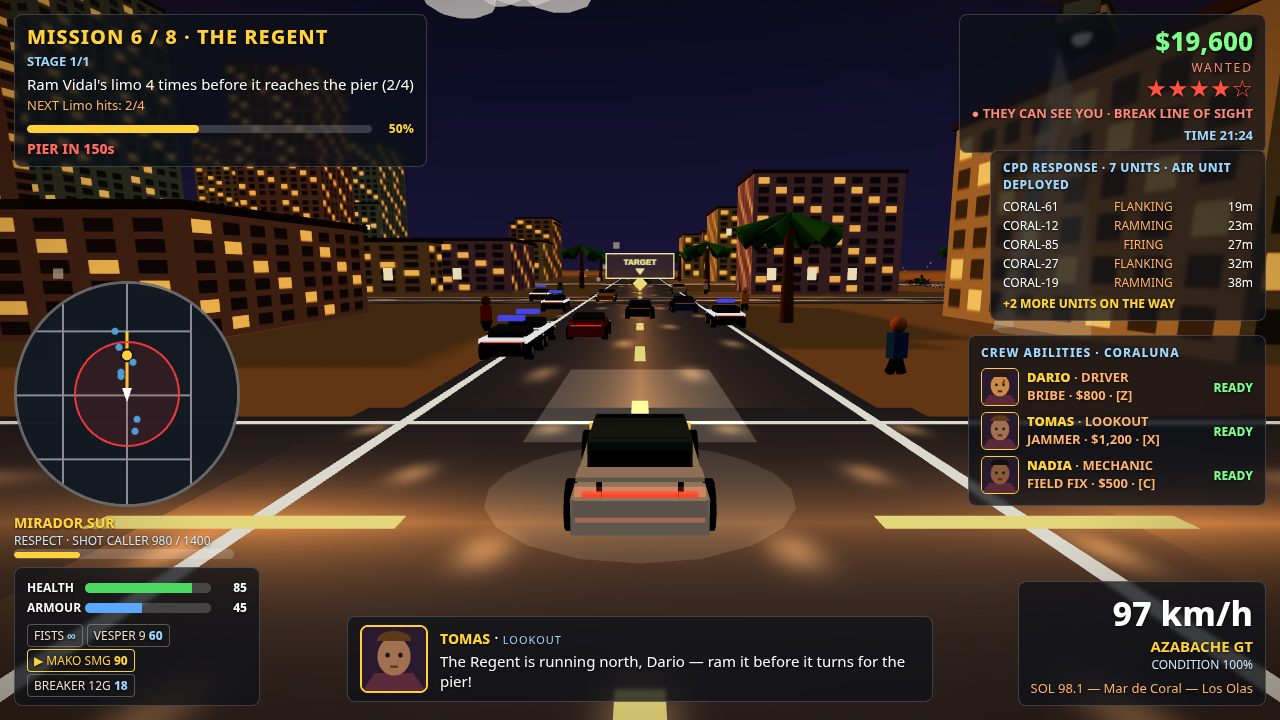 MISSION 6 / 8 · THE REGENT
STAGE 1/1
Ram Vidal's limo 4 times before it reaches the pier (2/4)
NEXT Limo hits: 2/4
50%
PIER IN 150s
$19,600
WANTED
★★★★☆
● THEY CAN SEE YOU · BREAK LINE OF SIGHT
TIME 21:24
CPD RESPONSE · 7 UNITS · AIR UNIT
DEPLOYED
CORAL-61 FLANKING 19m
CORAL-12 RAMMING 23m
CORAL-85 FIRING 27m
CORAL-27 FLANKING 32m
CORAL-19 RAMMING 38m
+2 MORE UNITS ON THE WAY
TARGET
CREW ABILITIES · CORALUNA
DARIO · DRIVER
BRIBE · $800 · [Z]
READY
TOMAS · LOOKOUT
JAMMER · $1,200 · [X]
READY
NADIA · MECHANIC
FIELD FIX · $500 · [C]
READY
MIRADOR SUR
RESPECT · SHOT CALLER 980 / 1400
HEALTH 85
ARMOUR 45
FISTS ∞ VESPER 9 60
▶ MAKO SMG 90
BREAKER 12G 18
TOMAS · LOOKOUT
The Regent is running north, Dario — ram it before it turns for the
pier!
97 km/h
AZABACHE GT
CONDITION 100%
SOL 98.1 — Mar de Coral — Los Olas